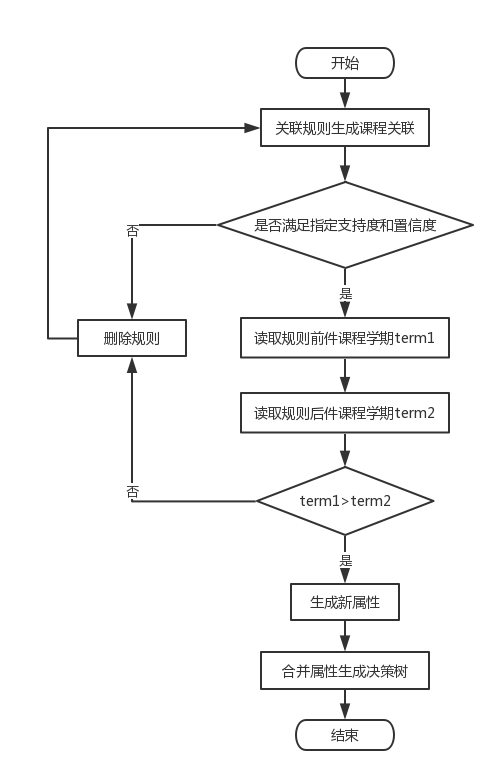 开始
关联规则生成课程关联
是否满足指定支持度和置信度
否
是
删除规则
读取规则前件课程学期term1
读取规则后件课程学期term2
否
term1>term2
是
生成新属性
合并属性生成决策树
结束